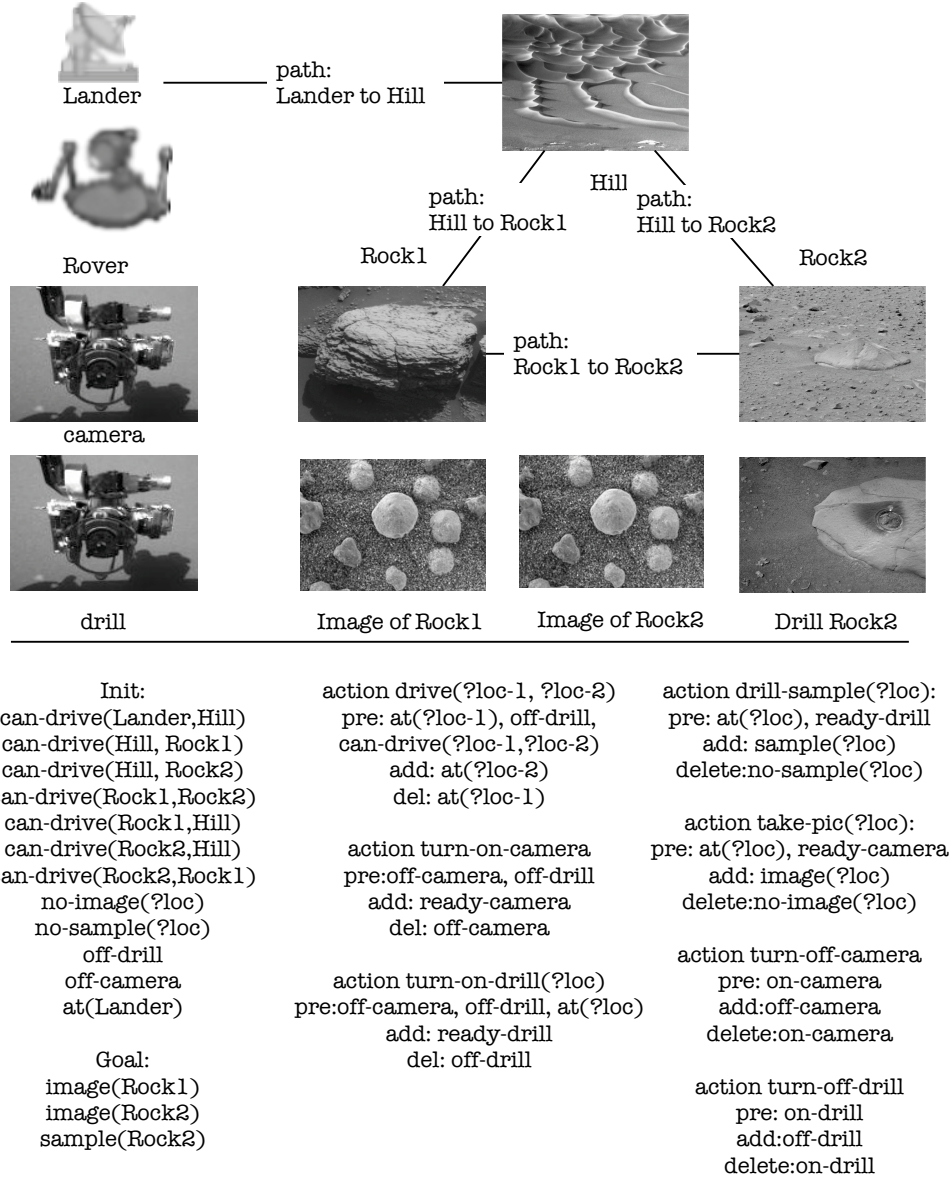 Lander
path:
Lander to Hill
Hill
path:
Hill to Rock1
path:
Hill to Rock2
Rover
Rock1
Rock2
path:
Rock1 to Rock2
camera
drill
Image of Rock1
Image of Rock2
Drill Rock2
Init:
can-drive(Lander,Hill)
can-drive(Hill, Rock1)
can-drive(Hill, Rock2)
an-drive(Rock1,Rock2)
can-drive(Rock1,Hill)
can-drive(Rock2,Hill)
an-drive(Rock2,Rock1)
no-image(?loc)
no-sample(?loc)
off-drill
off-camera
at(Lander)
Goal:
image(Rock1)
image(Rock2)
sample(Rock2)
action drive(?loc-1, ?loc-2)
pre: at(?loc-1), off-drill,
can-drive(?loc-1,?loc-2)
add: at(?loc-2)
del: at(?loc-1)
action turn-on-camera
pre:off-camera, off-drill
add: ready-camera
del: off-camera
action turn-on-drill(?loc)
pre:off-camera, off-drill, at(?loc)
add: ready-drill
del: off-drill
action drill-sample(?loc):
pre: at(?loc), ready-drill
add: sample(?loc)
delete:no-sample(?loc)
action take-pic(?loc):
pre: at(?loc), ready-camera
add: image(?loc)
delete:no-image(?loc)
action turn-off-camera
pre: on-camera
add:off-camera
delete:on-camera
action turn-off-drill
pre: on-drill
add:off-drill
delete:on-drill